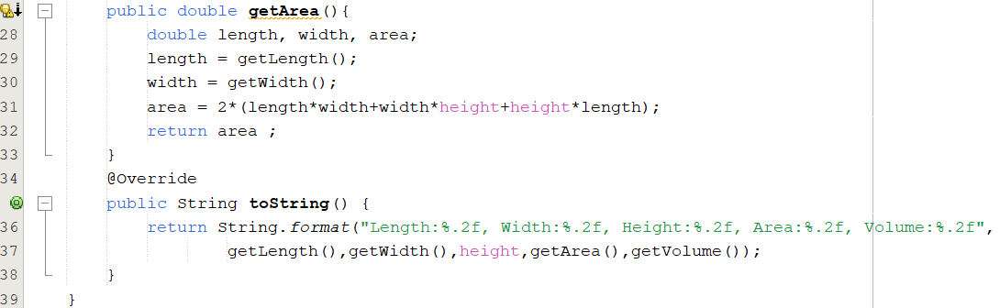 public double getArea(){
28 double length, width, area;
29 length = getLength();
30 width = getWidth();
31 area = 2*(length*width+width*height+height*length);
32 return area ;
33 }
34 @Override
public String toString() {
36 return String.format("Length:%.2f, Width:%.2f, Height:%.2f, Area:%.2f, Volume:%.2f",
37 getLength(),getWidth(),height,getArea(),getVolume());
38 }
39 }